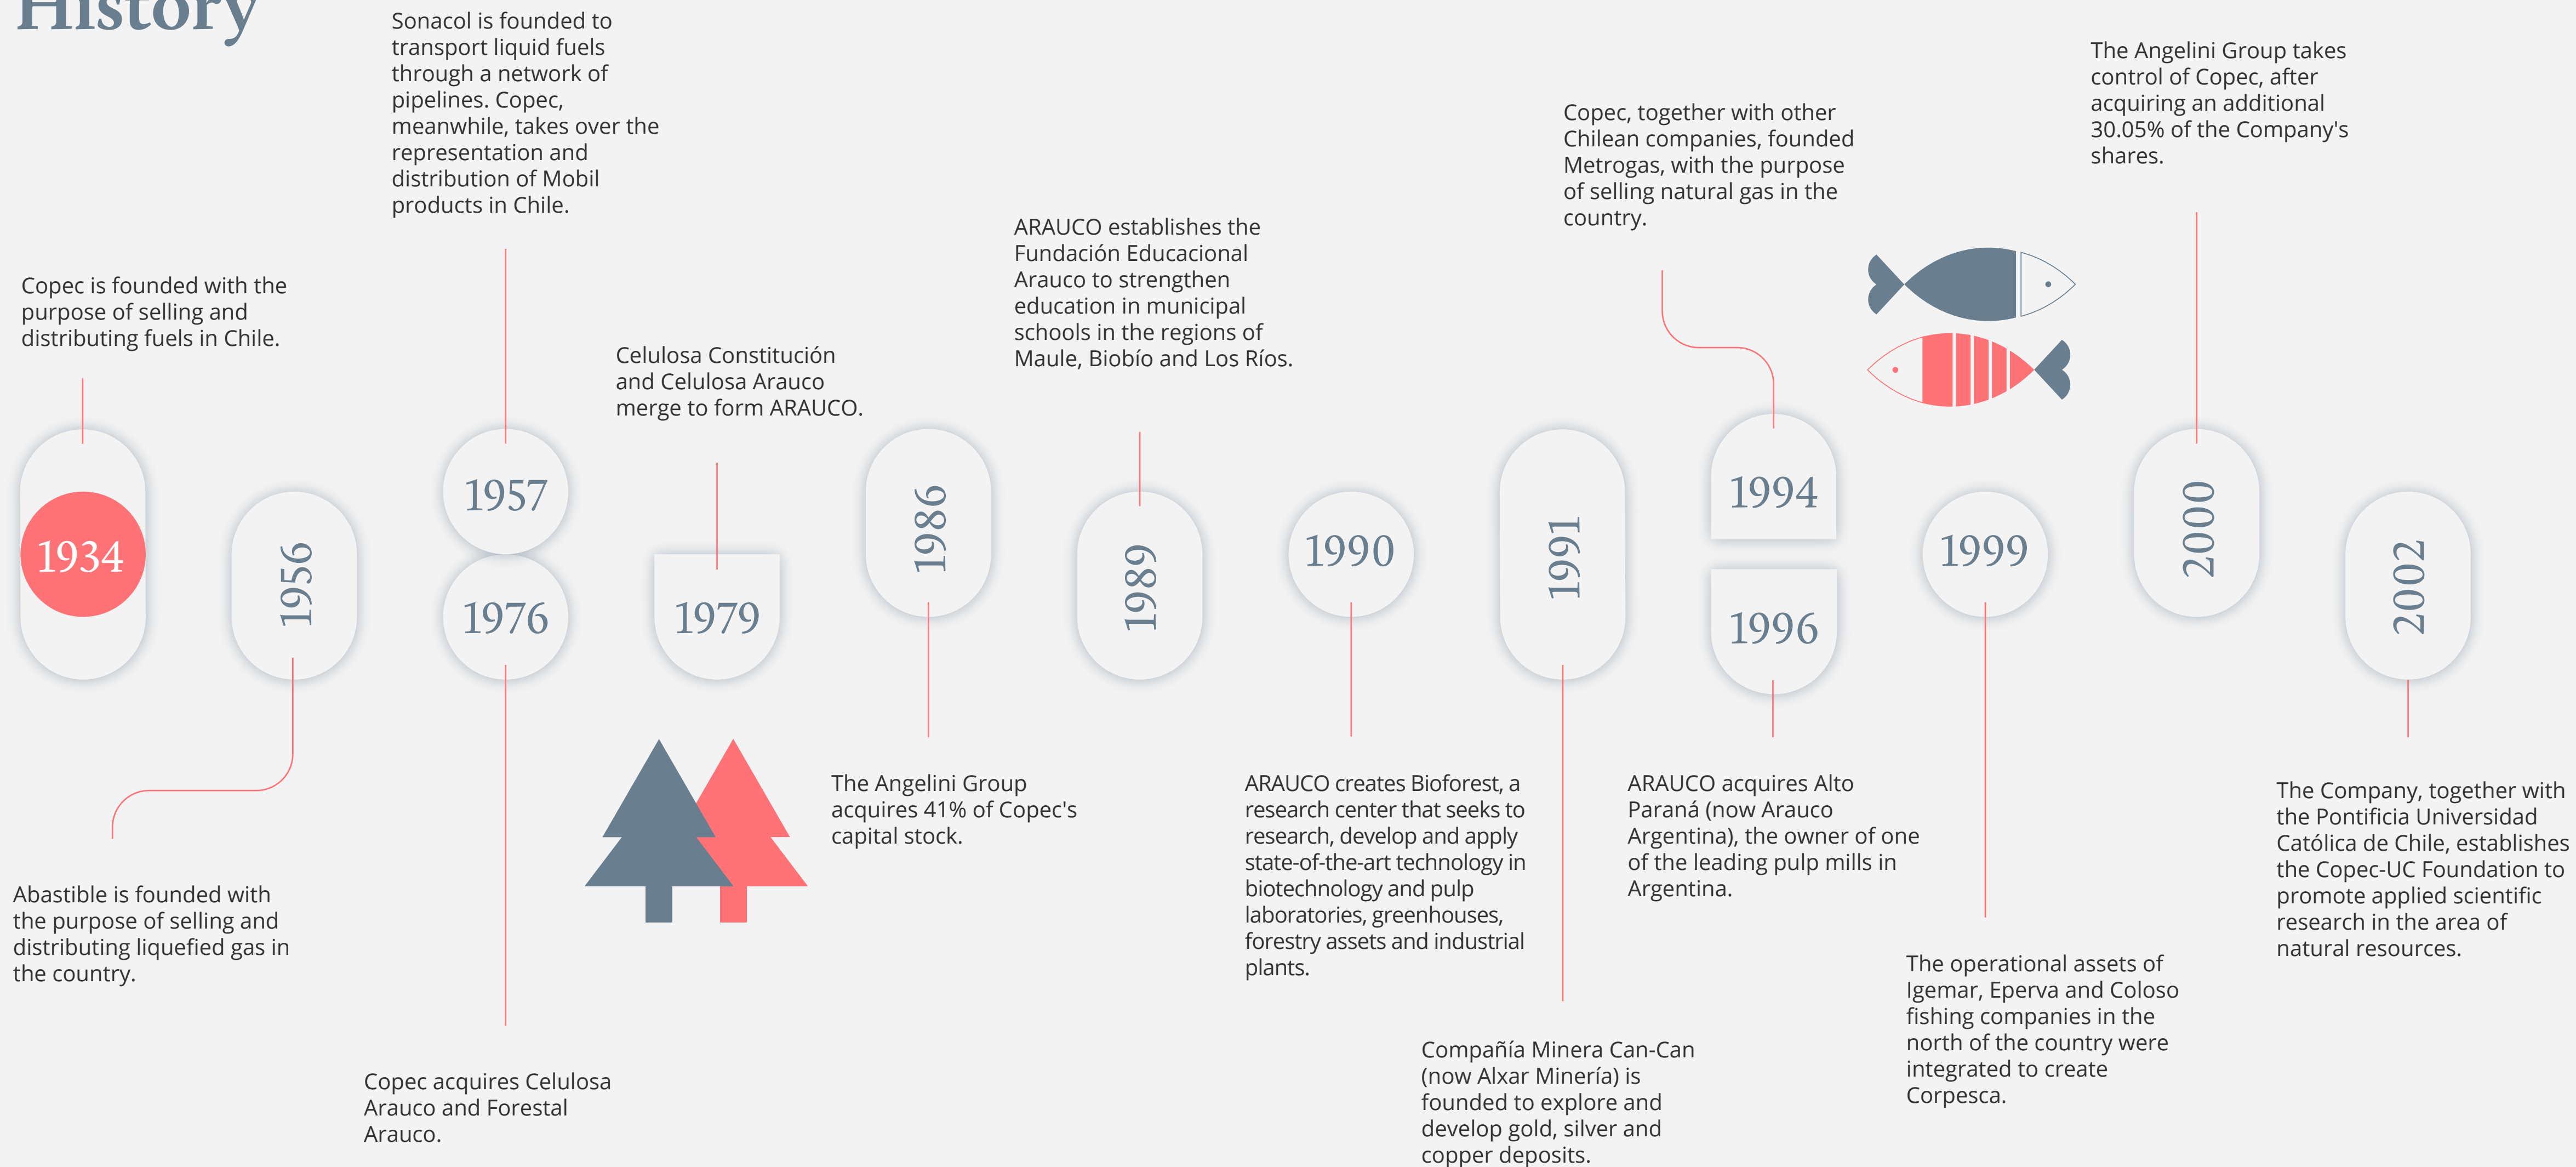 History
Copec is founded with the
purpose of selling and
distributing fuels in Chile.
1934
1956
Abastible is founded with
the purpose of selling and
distributing liquefied gas in
the country.
Sonacol is founded to
transport liquid fuels
through a network of
pipelines. Copec,
meanwhile, takes over the
representation and
distribution of Mobil
products in Chile.
1957
1976
Copec acquires Celulosa
Arauco and Forestal
Arauco.
Celulosa Constitución
and Celulosa Arauco
merge to form ARAUCO.
1979
1986
The Angelini Group
acquires 41% of Copec's
capital stock.
ARAUCO establishes the
Fundación Educacional
Arauco to strengthen
education in municipal
schools in the regions of
Maule, Biobío and Los Ríos.
1989
1990
ARAUCO creates Bioforest, a
research center that seeks to
research, develop and apply
state-of-the-art technology in
biotechnology and pulp
laboratories, greenhouses,
forestry assets and industrial
plants.
1991
Compañía Minera Can-Can
(now Alxar Minería) is
founded to explore and
develop gold, silver and
copper deposits.
Copec, together with other
Chilean companies, founded
Metrogas, with the purpose
of selling natural gas in the
country.
1994
1996
ARAUCO acquires Alto
Paraná (now Arauco
Argentina), the owner of one
of the leading pulp mills in
Argentina.
1999
The operational assets of
Igemar, Eperva and Coloso
fishing companies in the
north of the country were
integrated to create
Corpesca.
The Angelini Group takes
control of Copec, after
acquiring an additional
30.05% of the Company's
shares.
2000
2002
The Company, together with
the Pontificia Universidad
Católica de Chile, establishes
the Copec-UC Foundation to
promote applied scientific
research in the area of
natural resources.